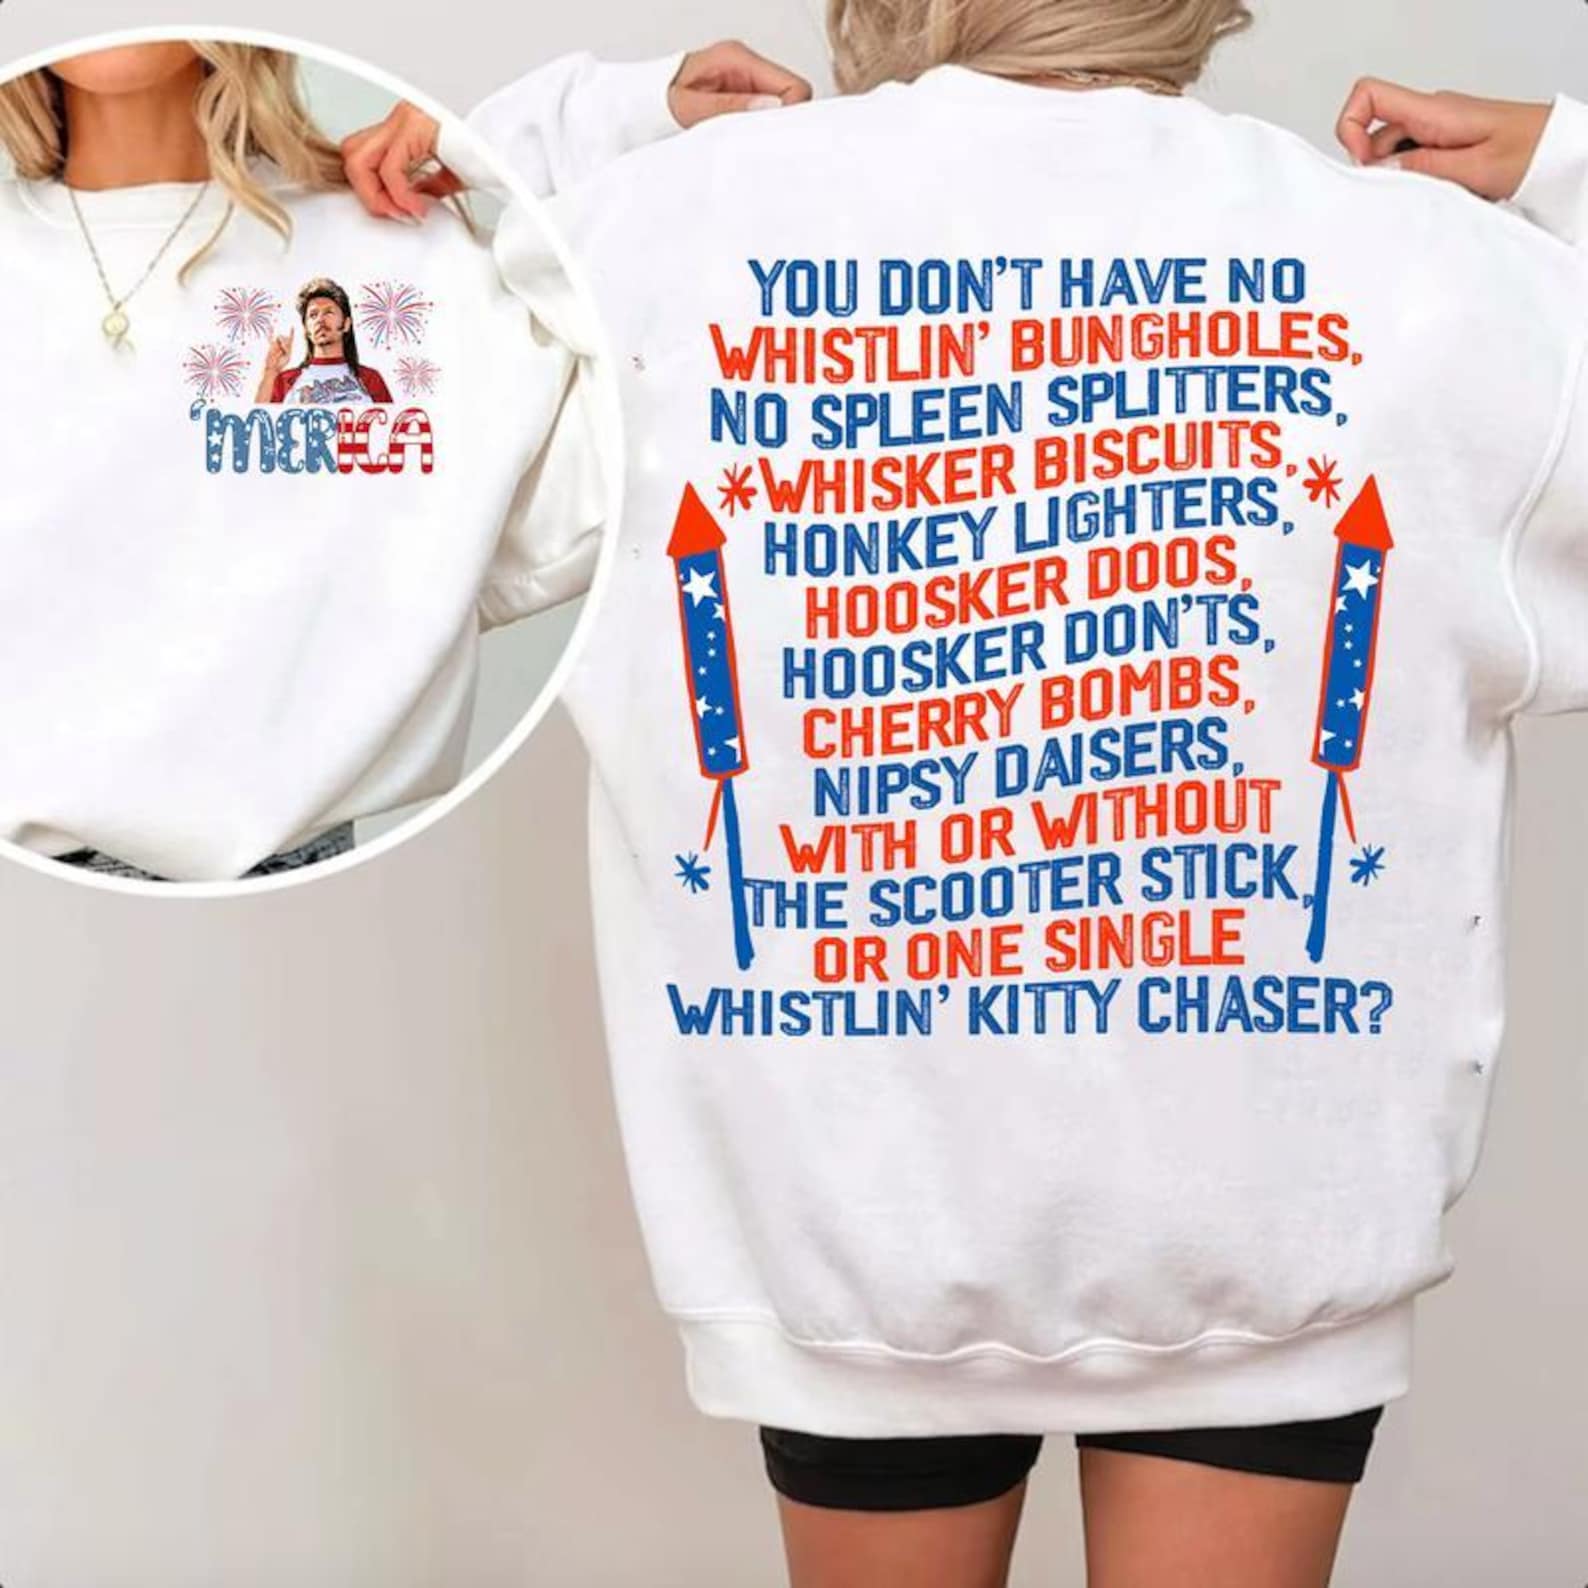 'MERICA
YOU DON'T HAVE NO
WHISTLIN' BUNGHOLES,
NO SPLEEN SPLITTERS,
WHISKER BISCUITS,
HONKEY LIGHTERS,
HOOSKER DOOS,
HOOSKER DON'TS,
CHERRY BOMBS,
NIPSY DAISERS,
WITH OR WITHOUT
THE SCOOTER STICK,
OR ONE SINGLE
WHISTLIN' KITTY CHASER?